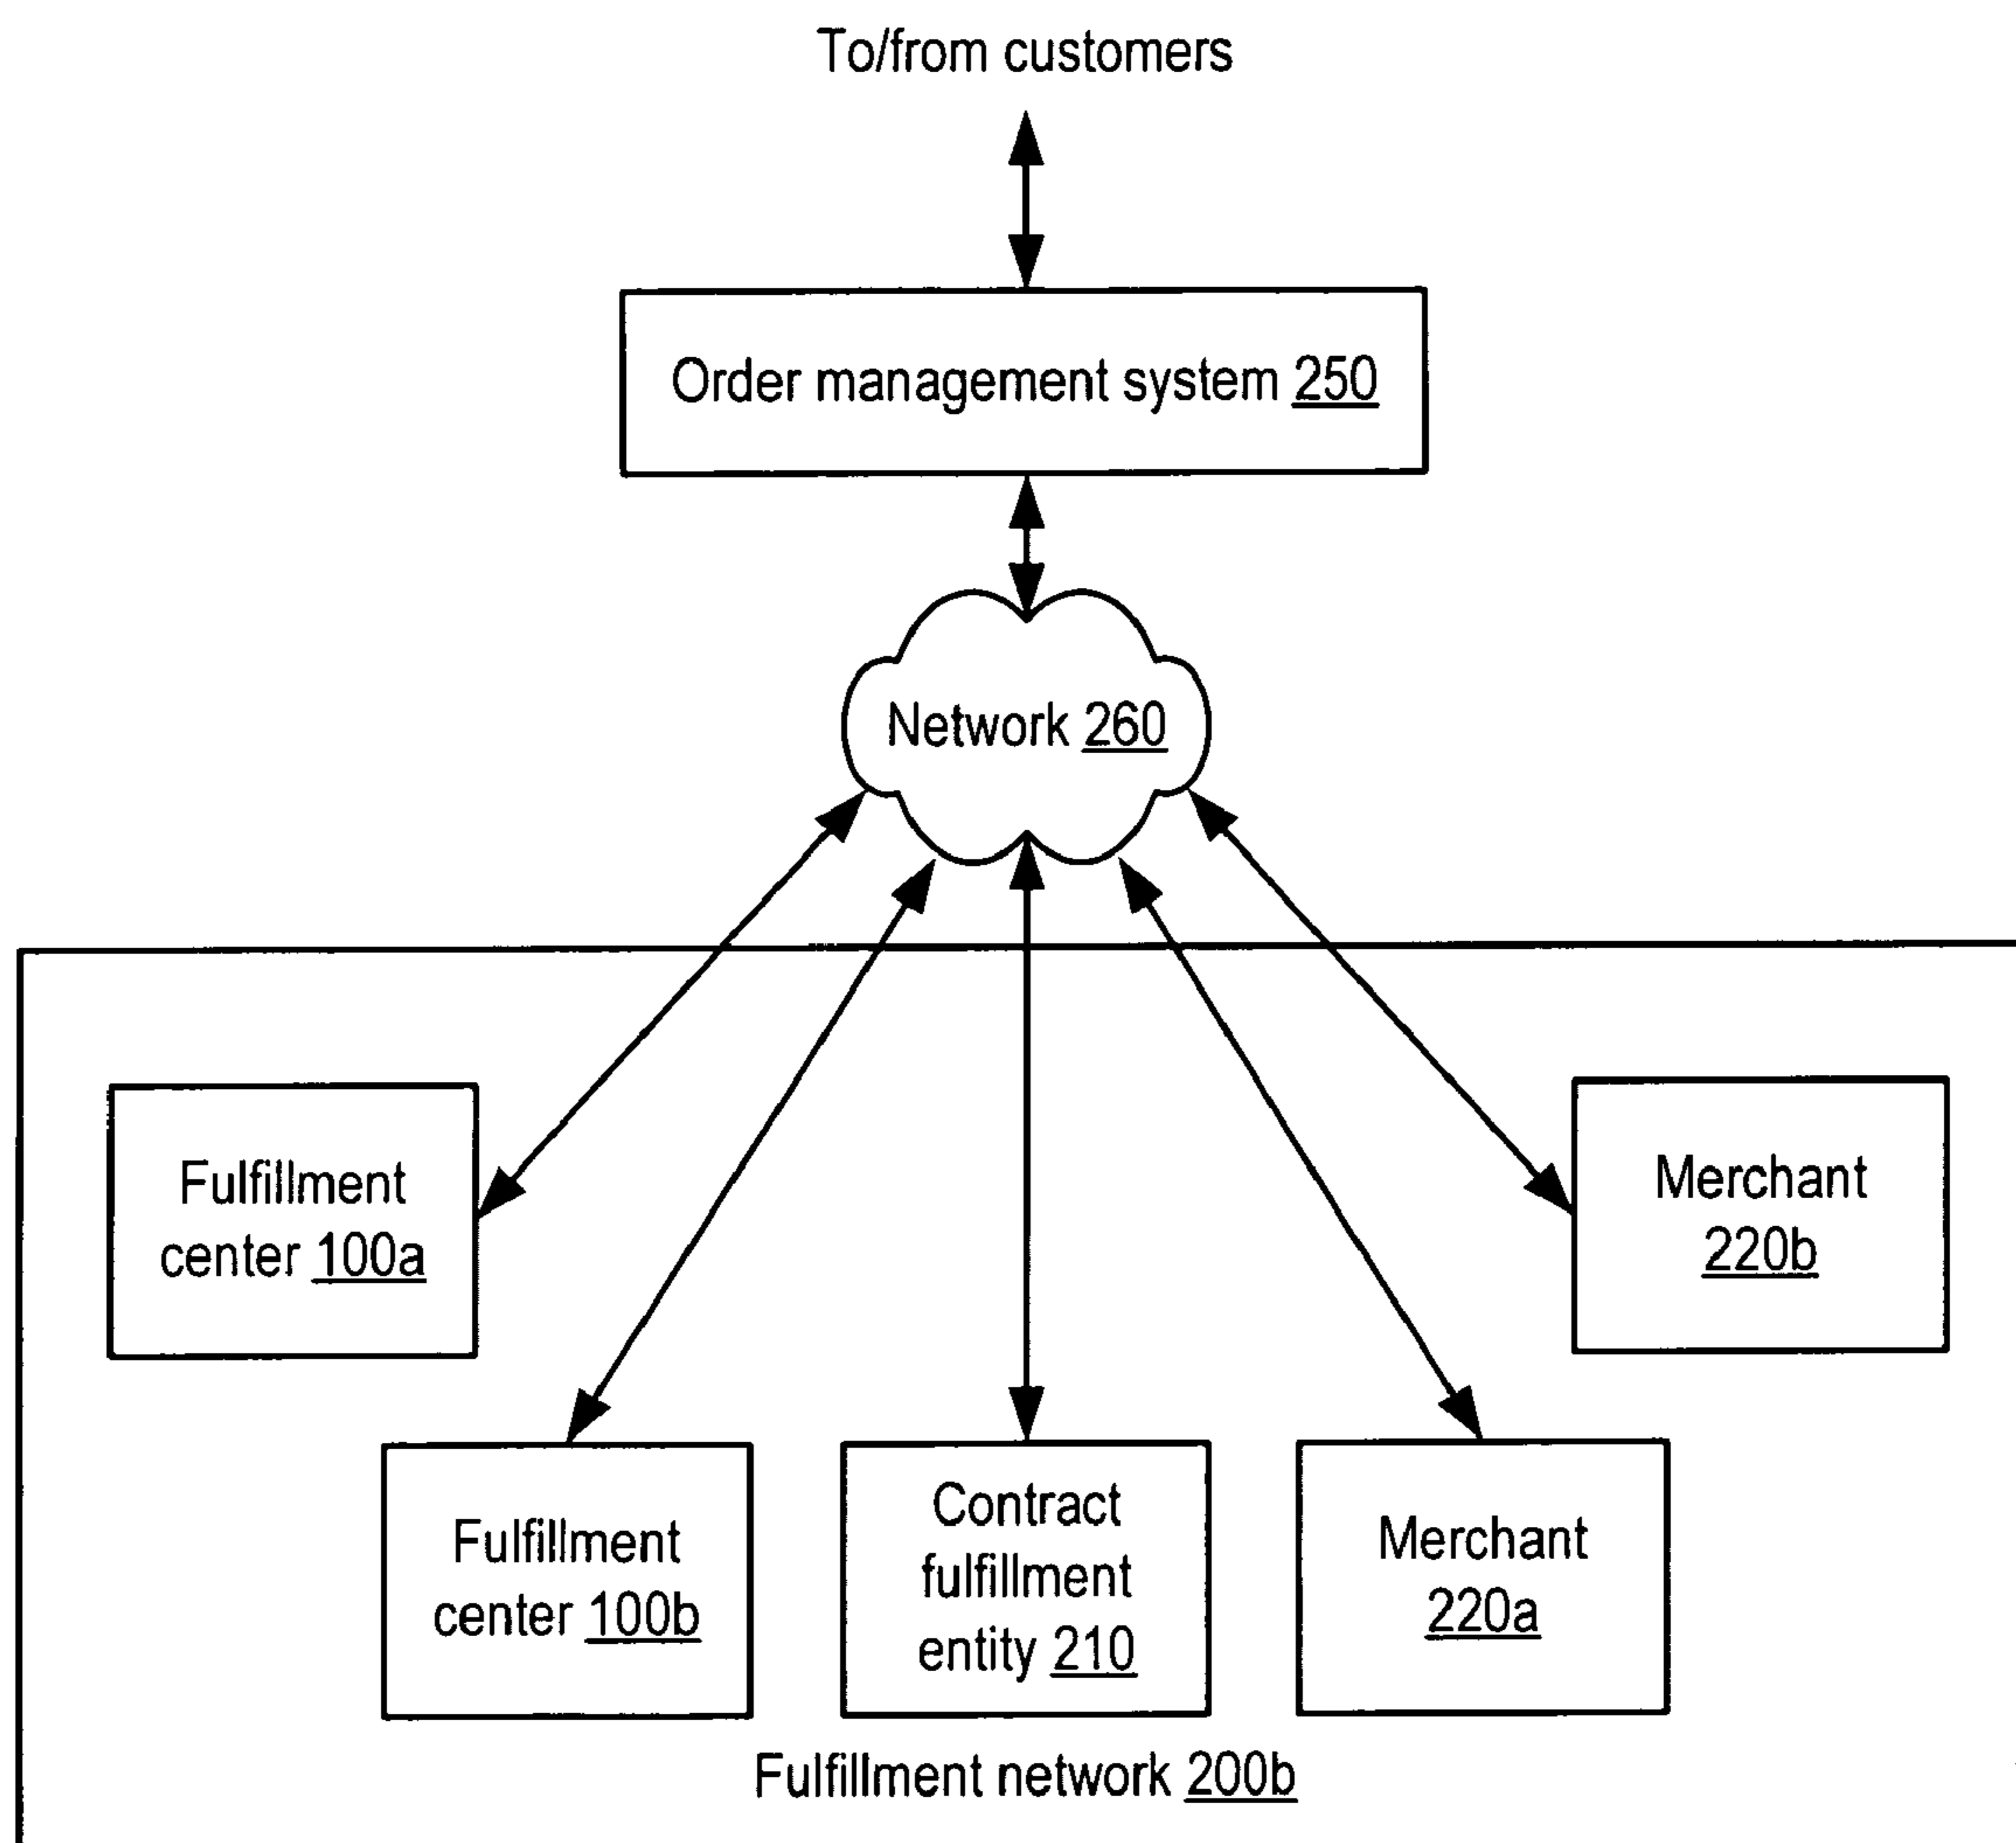 To/from customers
Order management system 250
Network 260
Fulfillment
center 100a
Merchant
220b
Fulfillment
center 100b
Contract
fulfillment
entity 210
Merchant
220a
Fulfillment network 200b